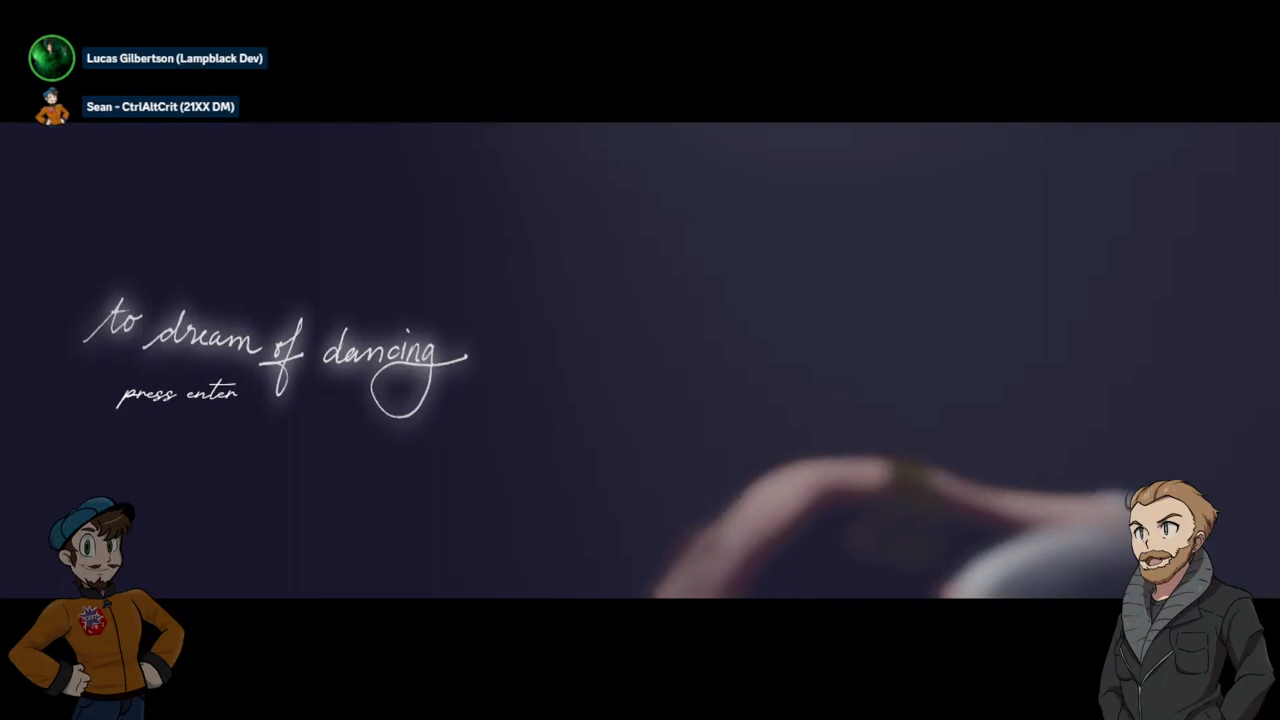 Lucas Gilbertson (Lampblack Dev)
Sean - CtrlAltCrit (21XX DM)
to dream of dancing
press enter